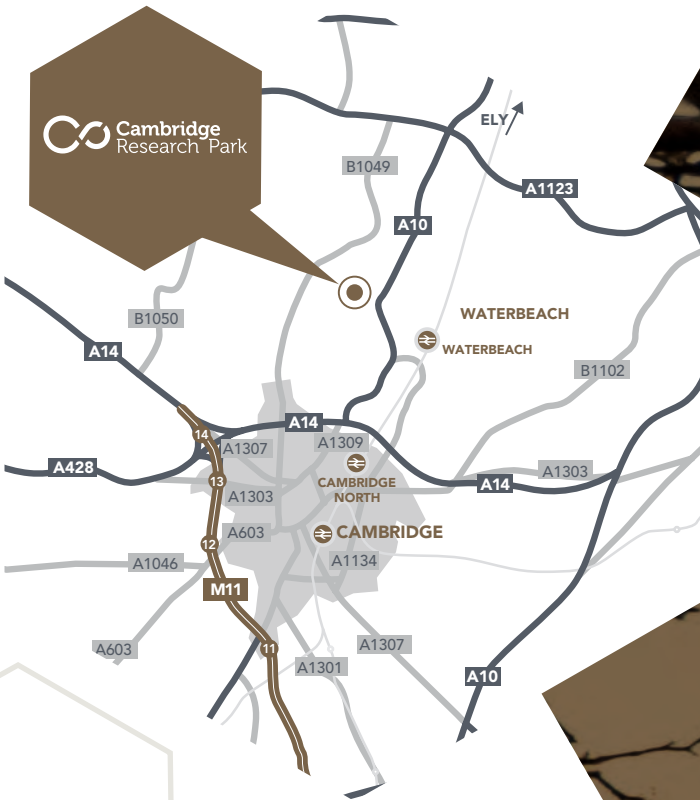 Cambridge
Research Park
ELY
B1049
A1123
A10
WATERBEACH
B1050
WATERBEACH
A14
B1102
A14
14
A1307
A1309
A428
A1303
13
CAMBRIDGE
NORTH
A14
A1303
A603
CAMBRIDGE
12
A1046
A1134
M11
A603
11
A1307
A1301
A10